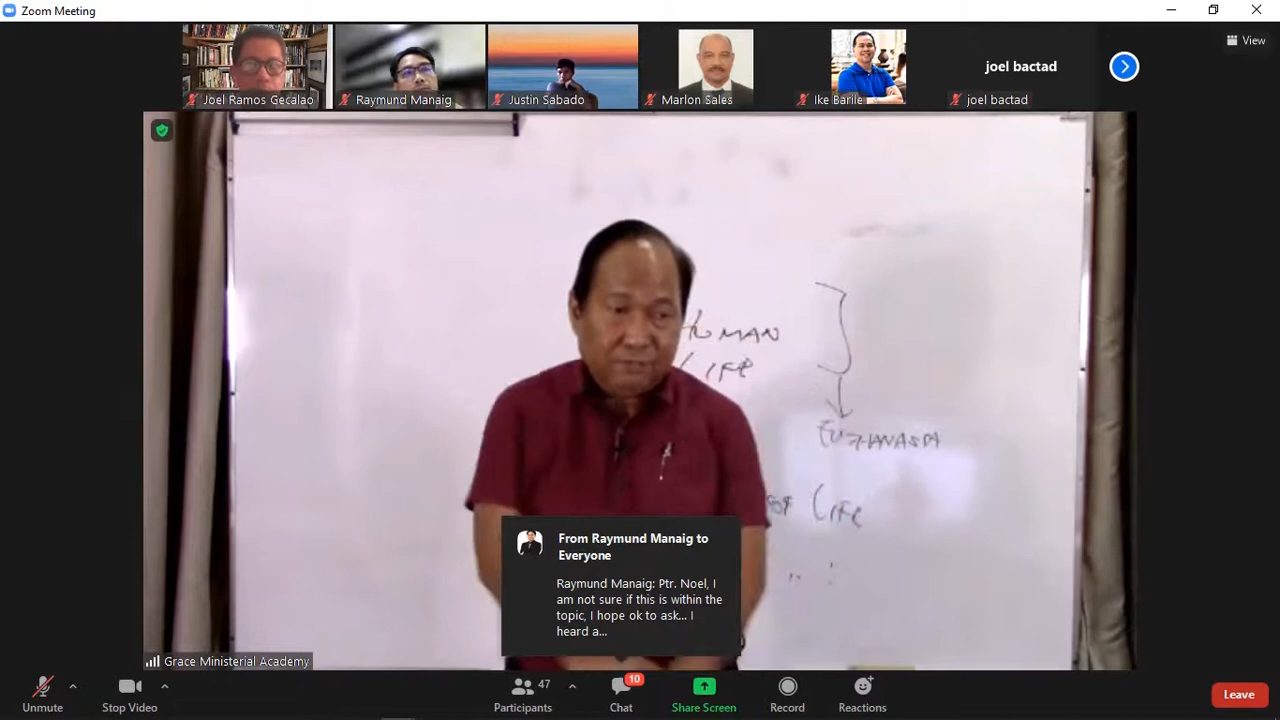 Zoom Meeting
View
joel bactad
Joel Ramos Gecalao
Raymund Manaig
Justin Sabado
Marlon Sales
Ike Barile
joel bactad
HUMAN
LIFE
EUTHANASIA
OF LIFE
From Raymund Manaig to
Everyone
Raymund Manaig: Ptr. Noel, I
am not sure if this is within the
topic, I hope ok to ask... I
heard a...
Grace Ministerial Academy
Unmute
Stop Video
47
Participants
10
Chat
Share Screen
Record
Reactions
Leave